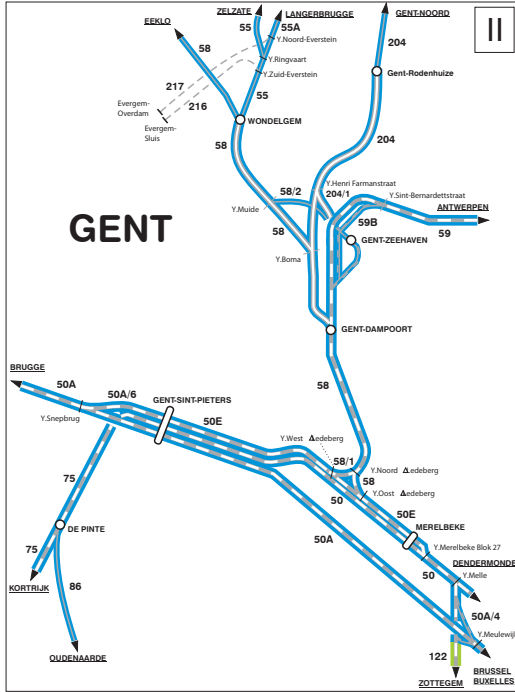 ZELZATE
LANGERBRUGGE
GENT-NOORD
II
EEKLO
55
55A
Y.Noord-Everstein
204
58
Y.Ringvaart
217
216
Y.Zuid-Everstein
Gent-Rodenhuize
55
Evergem-
Overdam
Evergem-
Sluis
WONDELGEM
58
204
Y.Henri Farmanstraat
58/2
204/1
Y.Sint-Bernardettstraat
Y.Muide
ANTWERPEN
GENT
58
59B
59
GENT-ZEEHAVEN
Y.Boma
GENT-DAMPOORT
BRUGGE
50A
58
50A/6
GENT-SINT-PIETERS
Y.Snepbrug
50E
Y.West Δedeberg
58/1
Y.Noord Δedeberg
75
50
58
Y.Oost Δedeberg
50E
DE PINTE
50A
MERELBEKE
Y.Merelbeke Blok 27
75
50
DENDERMONDE
KORTRIJK
86
Y.Melle
50A/4
Y.Meulewijk
OUDENAARDE
122
ZOTTEGEM
BRUSSEL
BUXELLES